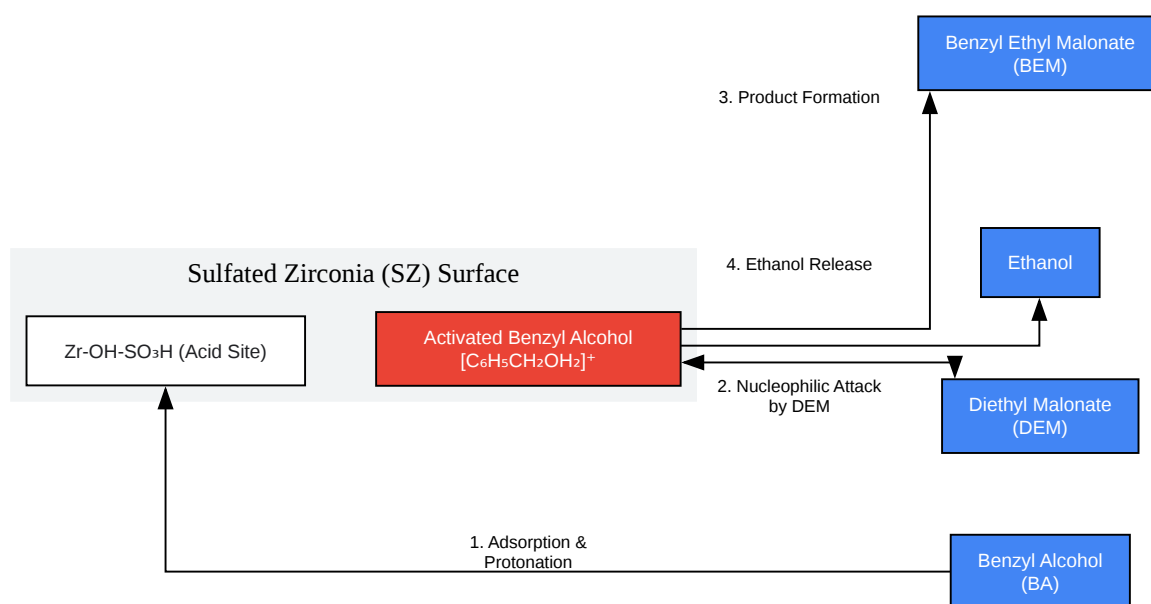 Benzyl Ethyl Malonate
(BEM)
3. Product Formation
Ethanol
4. Ethanol Release
Sulfated Zirconia (SZ) Surface
Zr-OH-SO₃H (Acid Site)
Activated Benzyl Alcohol
[C₆H₅CH₂OH₂]⁺
2. Nucleophilic Attack
by DEM
Diethyl Malonate
(DEM)
1. Adsorption &
Protonation
Benzyl Alcohol
(BA)